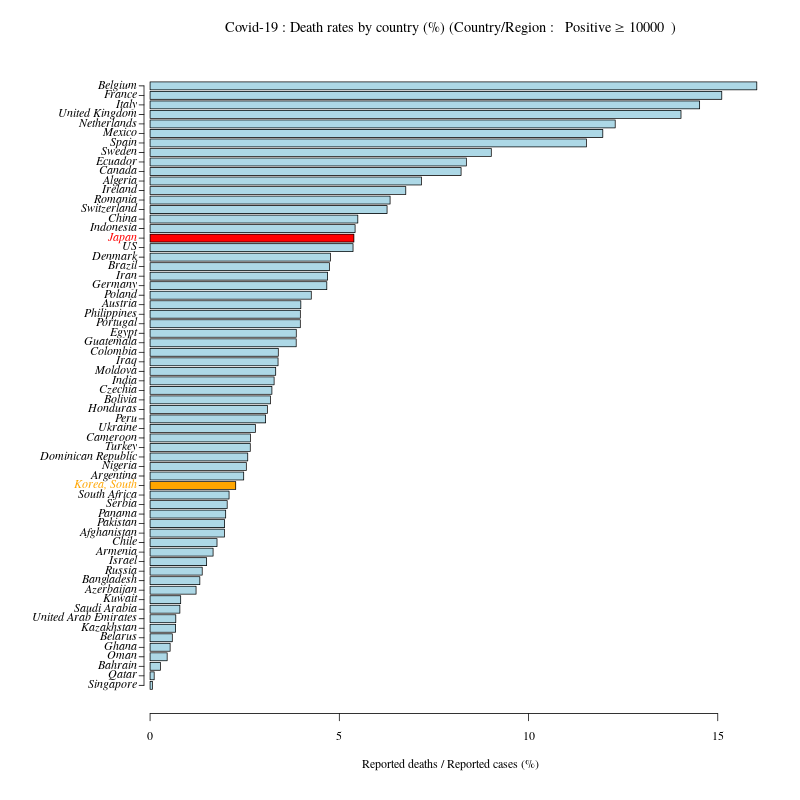 Covid-19 : Death rates by country (%) (Country/Region :   Positive ≥ 10000  )
Belgium
France
Italy
United Kingdom
Netherlands
Mexico
Spain
Sweden
Ecuador
Canada
Algeria
Ireland
Romania
Switzerland
China
Indonesia
Japan
US
Denmark
Brazil
Iran
Germany
Poland
Austria
Philippines
Portugal
Egypt
Guatemala
Colombia
Iraq
Moldova
India
Czechia
Bolivia
Honduras
Peru
Ukraine
Cameroon
Turkey
Dominican Republic
Nigeria
Argentina
Korea, South
South Africa
Serbia
Panama
Pakistan
Afghanistan
Chile
Armenia
Israel
Russia
Bangladesh
Azerbaijan
Kuwait
Saudi Arabia
United Arab Emirates
Kazakhstan
Belarus
Ghana
Oman
Bahrain
Qatar
Singapore
0 5 10 15
Reported deaths / Reported cases (%)